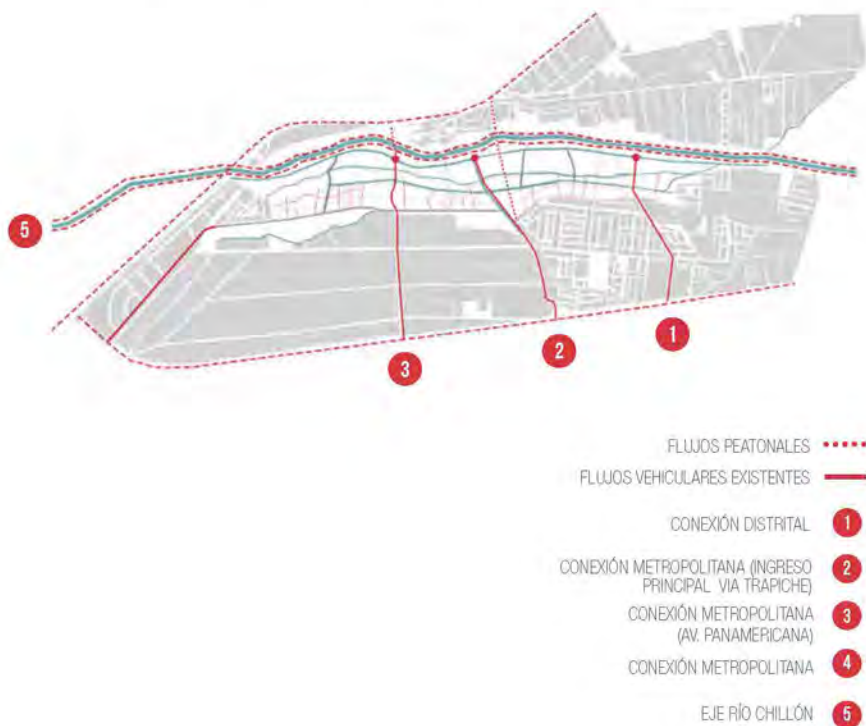 5
3
2
1
FLUJOS PEATONALES
FLUJOS VEHICULARES EXISTENTES
CONEXIÓN DISTRITAL 1
CONEXIÓN METROPOLITANA (INGRESO 2
PRINCIPAL VIA TRAPICHE)
CONEXIÓN METROPOLITANA 3
(AV. PANAMERICANA)
CONEXIÓN METROPOLITANA 4
EJE RÍO CHILLÓN 5